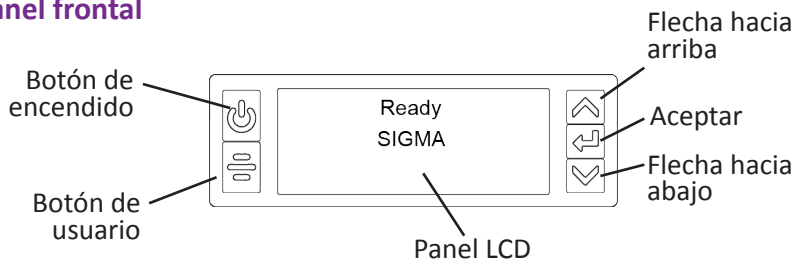 anel frontal
Flecha hacia
arriba
Botón de
encendido
Ready
SIGMA
Aceptar
Flecha hacia
abajo
Botón de
usuario
Panel LCD